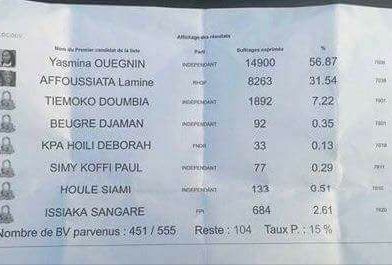 Affichage des résultats
Nom du Premier candidat de la liste Parti Suffrages exprimés %
Yasmina OUEGNIN INDEPENDANT 14900 56.87
AFFOUSSIATA Lamine RHDP 8263 31.54
TIEMOKO DOUMBIA INDEPENDANT 1892 7.22
BEUGRE DJAMAN INDEPENDANT 92 0.35
KPA HOILI DEBORAH 33 0.13
SIMY KOFFI PAUL INDEPENDANT 77 0.29
HOULE SIAMI INDEPENDANT 133 0.51
ISSIAKA SANGARE FPI 684 2.61
Nombre de BV parvenus : 451 / 555 Reste : 104 Taux P. : 15 %